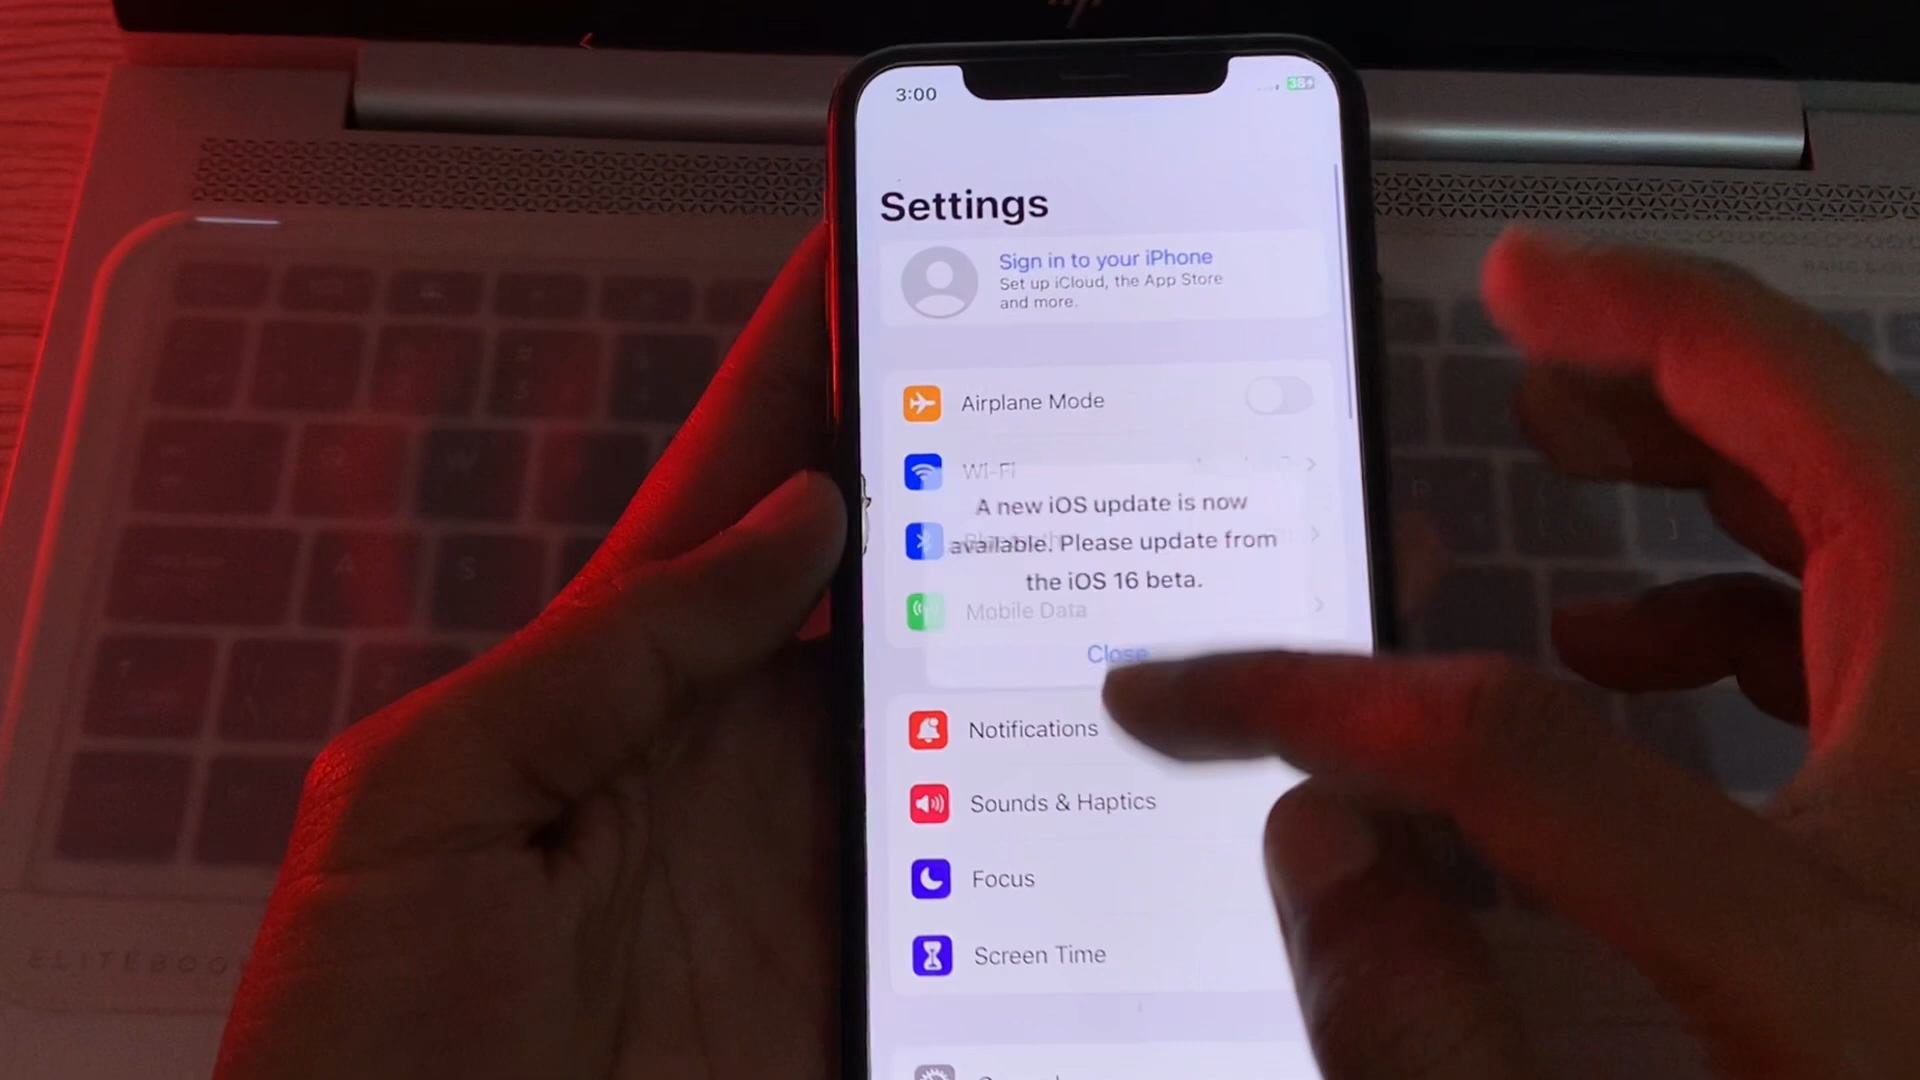 3:00
38
Settings
Sign in to your iPhone
Set up iCloud, the App Store
and more.
Airplane Mode
Wi-Fi
A new iOS update is now
available. Please update from
the iOS 16 beta.
Mobile Data
Close
Notifications
Sounds & Haptics
Focus
Screen Time
W
A
S
ELITEBOO